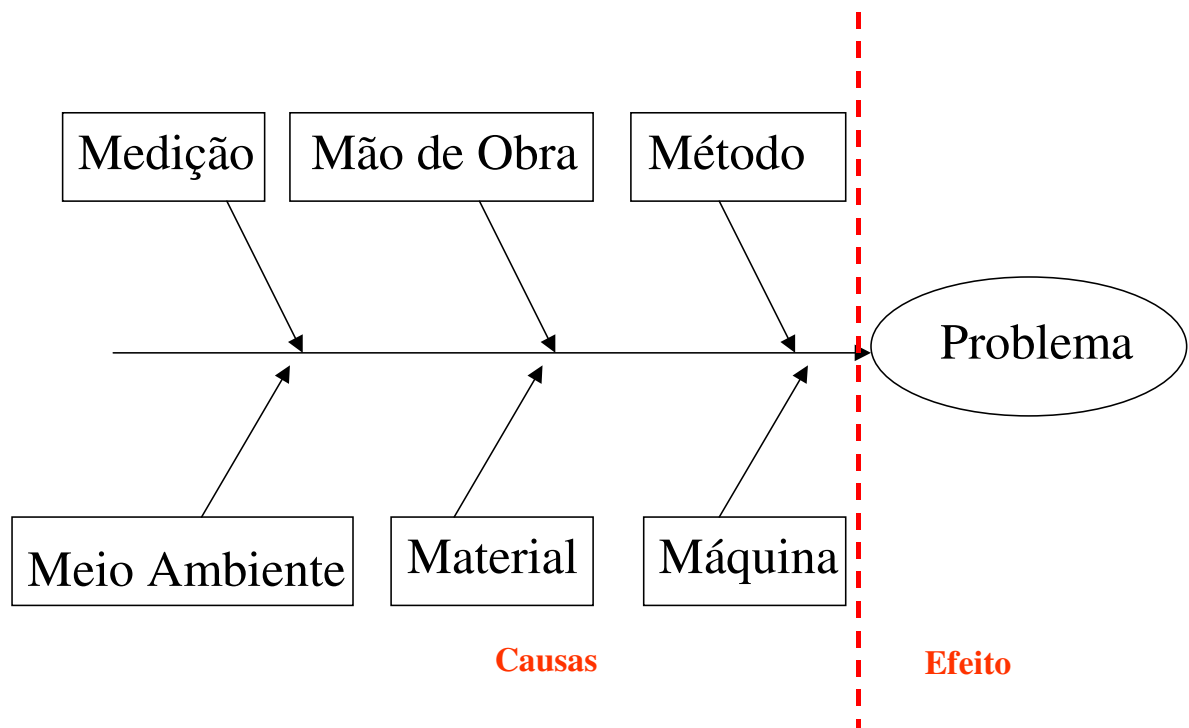 Medição
Mão de Obra
Método
Problema
Meio Ambiente
Material
Máquina
Causas
Efeito